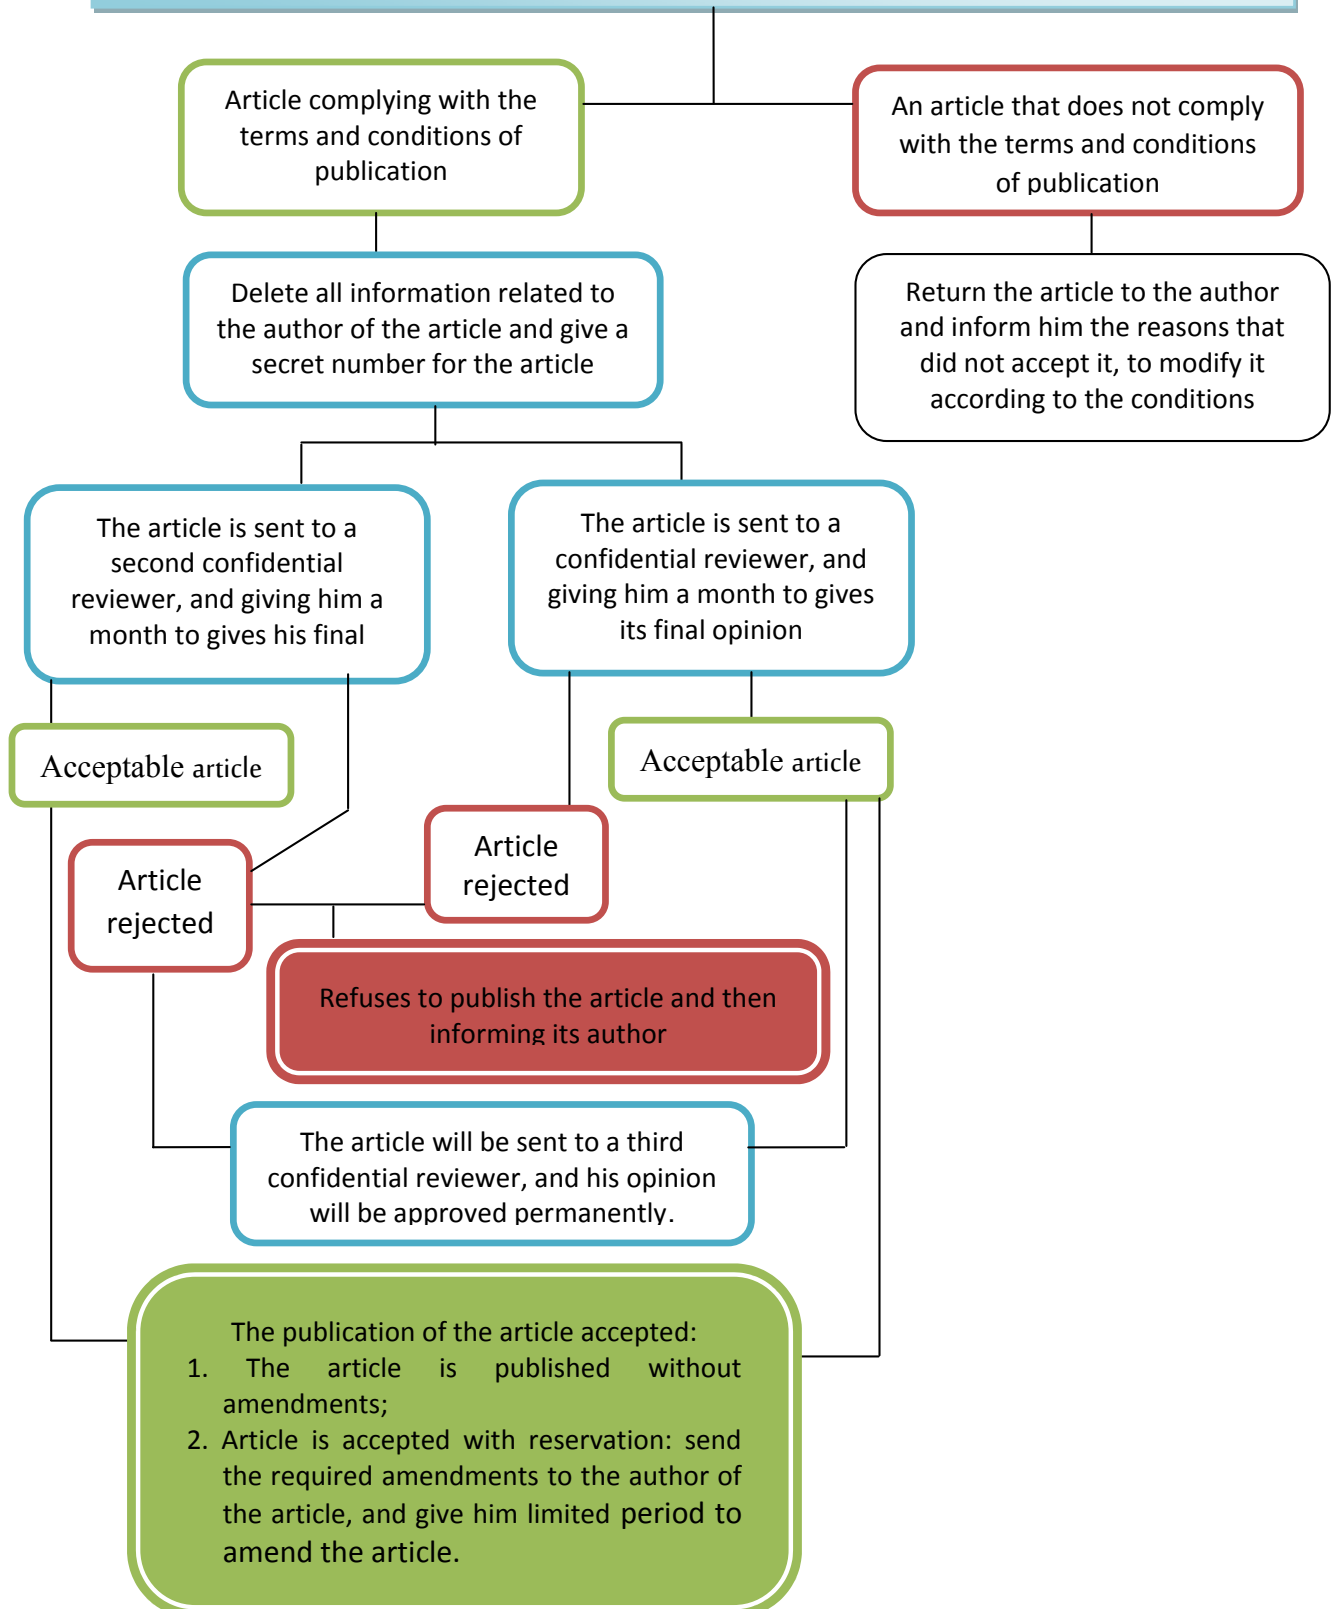 Article complying with the
terms and conditions of
publication
An article that does not comply
with the terms and conditions
of publication
Delete all information related to
the author of the article and give a
secret number for the article
Return the article to the author
and inform him the reasons that
did not accept it, to modify it
according to the conditions
The article is sent to a
second confidential
reviewer, and giving him a
month to gives his final
The article is sent to a
confidential reviewer, and
giving him a month to gives
its final opinion
Acceptable article
Acceptable article
Article
rejected
Article
rejected
Refuses to publish the article and then
informing its author
The article will be sent to a third
confidential reviewer, and his opinion
will be approved permanently.
The publication of the article accepted:
1. The article is published without
amendments;
2. Article is accepted with reservation: send
the required amendments to the author of
the article, and give him limited period to
amend the article.